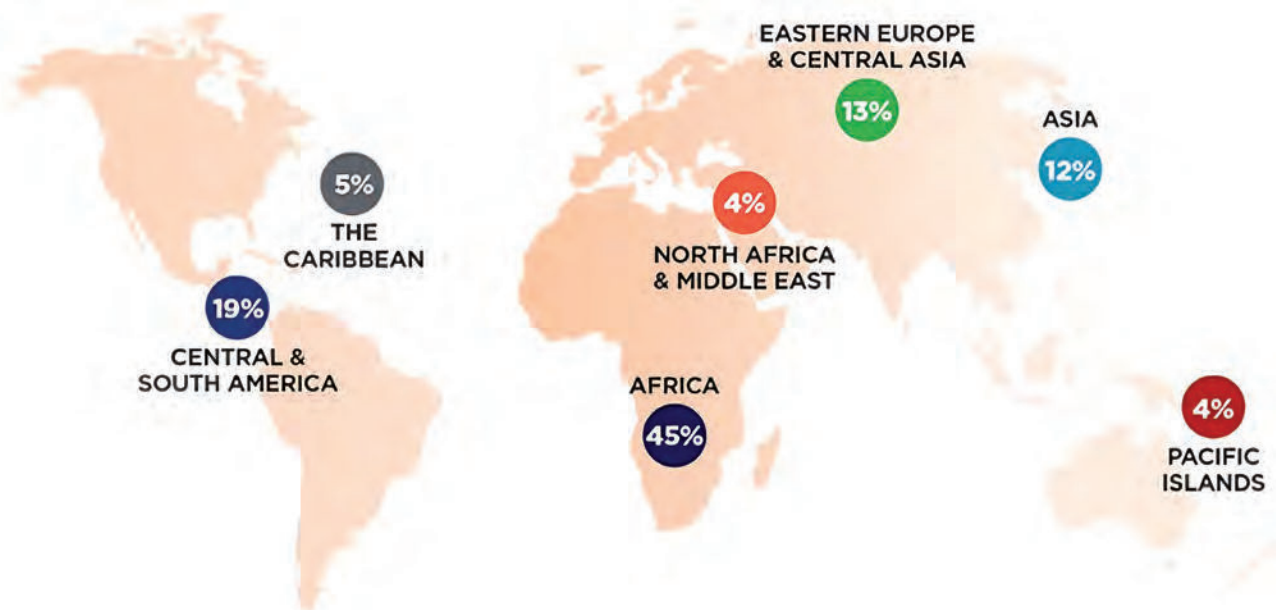 EASTERN EUROPE
& CENTRAL ASIA
13%
ASIA
12%
5%
THE
CARIBBEAN
4%
NORTH AFRICA
& MIDDLE EAST
19%
CENTRAL &
SOUTH AMERICA
AFRICA
45%
4%
PACIFIC
ISLANDS